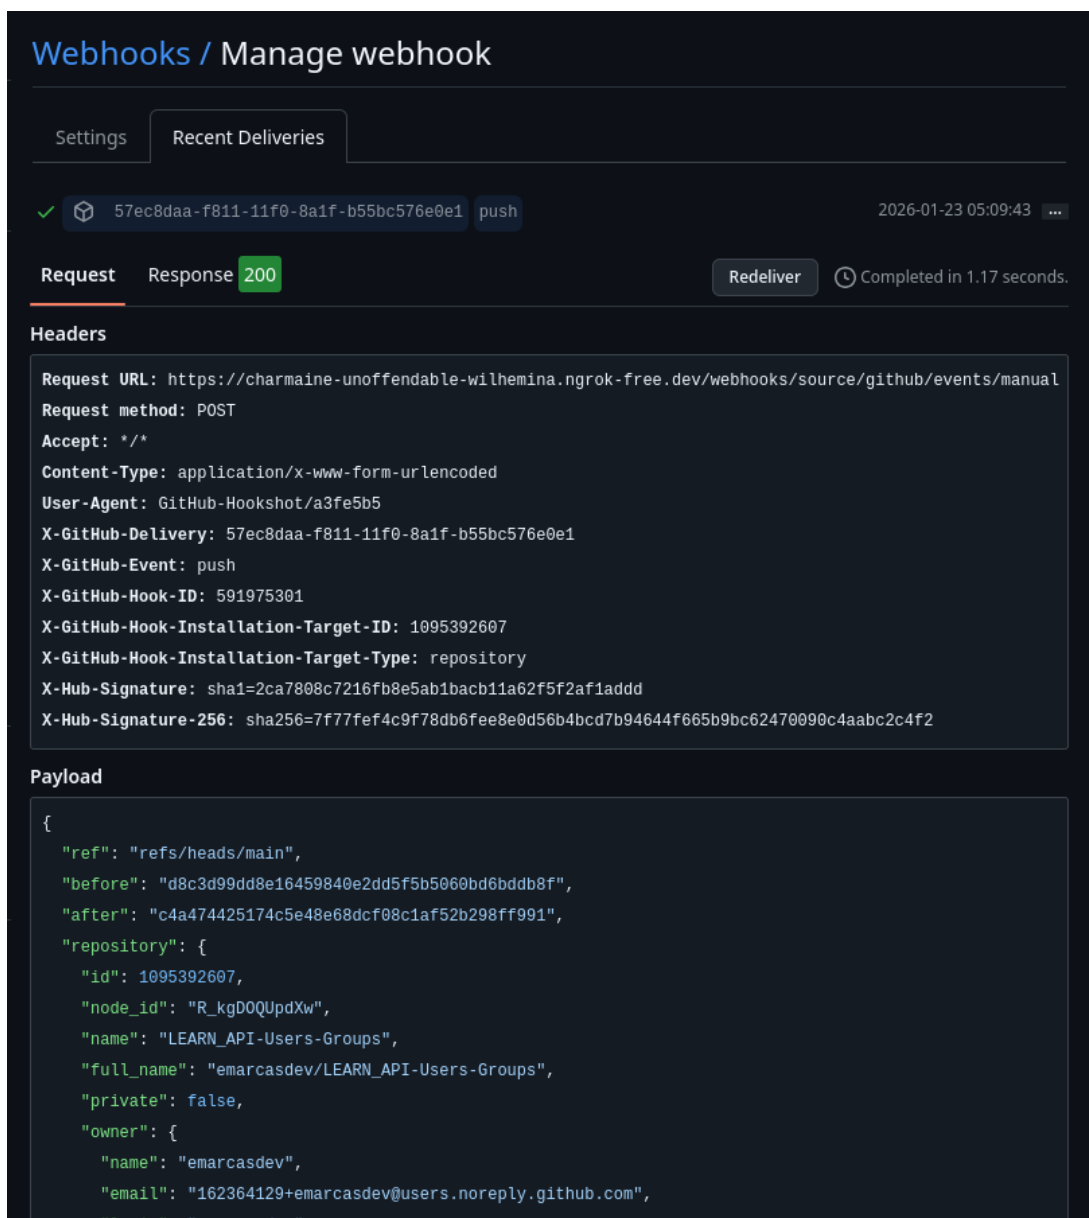 Webhooks / Manage webhook
Settings
Recent Deliveries
57ec8daa-f811-11f0-8a1f-b55bc576e0e1 push 2026-01-23 05:09:43 ...
Request Response 200 Redeliver Completed in 1.17 seconds.
Headers
Request URL: https://charmaine-unoffendable-wilhemina.ngrok-free.dev/webhooks/source/github/events/manual
Request method: POST
Accept: */*
Content-Type: application/x-www-form-urlencoded
User-Agent: GitHub-Hookshot/a3fe5b5
X-GitHub-Delivery: 57ec8daa-f811-11f0-8a1f-b55bc576e0e1
X-GitHub-Event: push
X-GitHub-Hook-ID: 591975301
X-GitHub-Hook-Installation-Target-ID: 1095392607
X-GitHub-Hook-Installation-Target-Type: repository
X-Hub-Signature: sha1=2ca7808c7216fb8e5ab1bacb11a62f5f2af1addd
X-Hub-Signature-256: sha256=7f77fef4c9f78db6fee8e0d56b4bcd7b94644f665b9bc62470090c4aabc2c4f2
Payload
{
"ref": "refs/heads/main",
"before": "d8c3d99dd8e16459840e2dd5f5b5060bd6bddb8f",
"after": "c4a474425174c5e48e68dcf08c1af52b298ff991",
"repository": {
"id": 1095392607,
"node_id": "R_kgDOQUpdXw",
"name": "LEARN_API-Users-Groups",
"full_name": "emarcasdev/LEARN_API-Users-Groups",
"private": false,
"owner": {
"name": "emarcasdev",
"email": "162364129+emarcasdev@users.noreply.github.com",